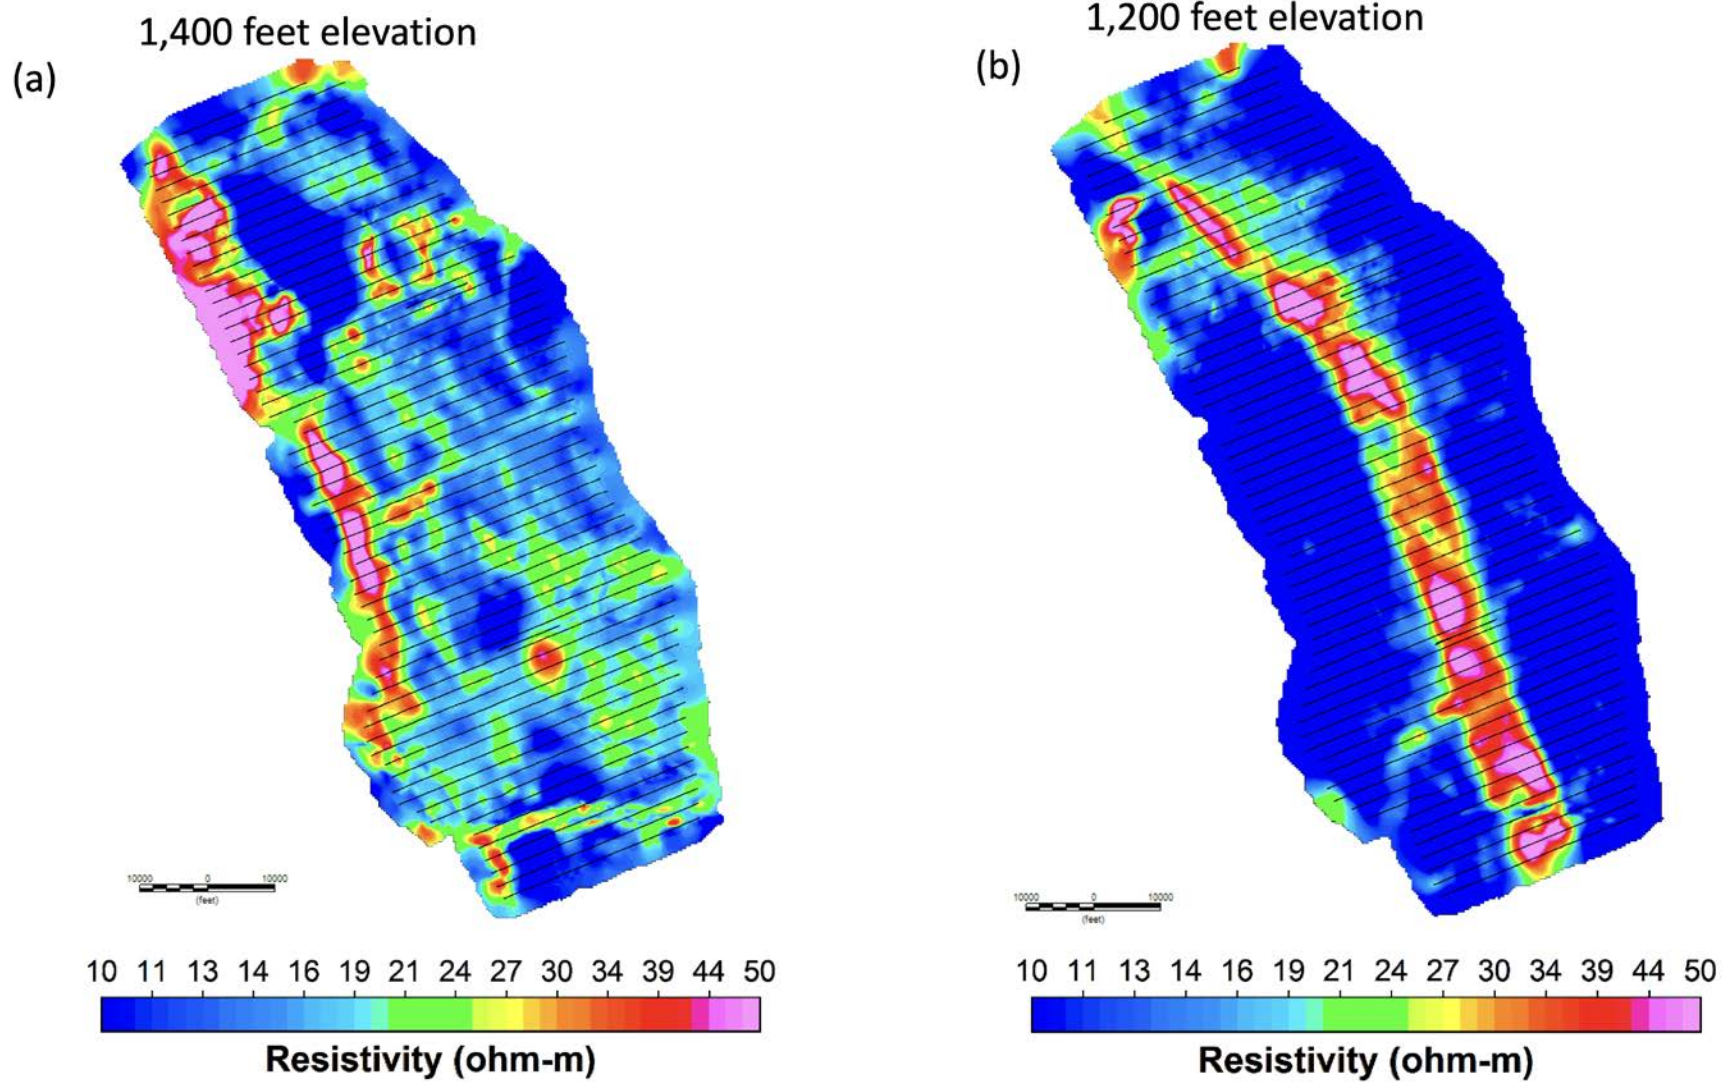 1,400 feet elevation
1,200 feet elevation
(a)
(b)
10000 0 10000
(feet)
10000 0 10000
(feet)
10 11 13 14 16 19 21 24 27 30 34 39 44 50
10 11 13 14 16 19 21 24 27 30 34 39 44 50
Resistivity (ohm-m)
Resistivity (ohm-m)